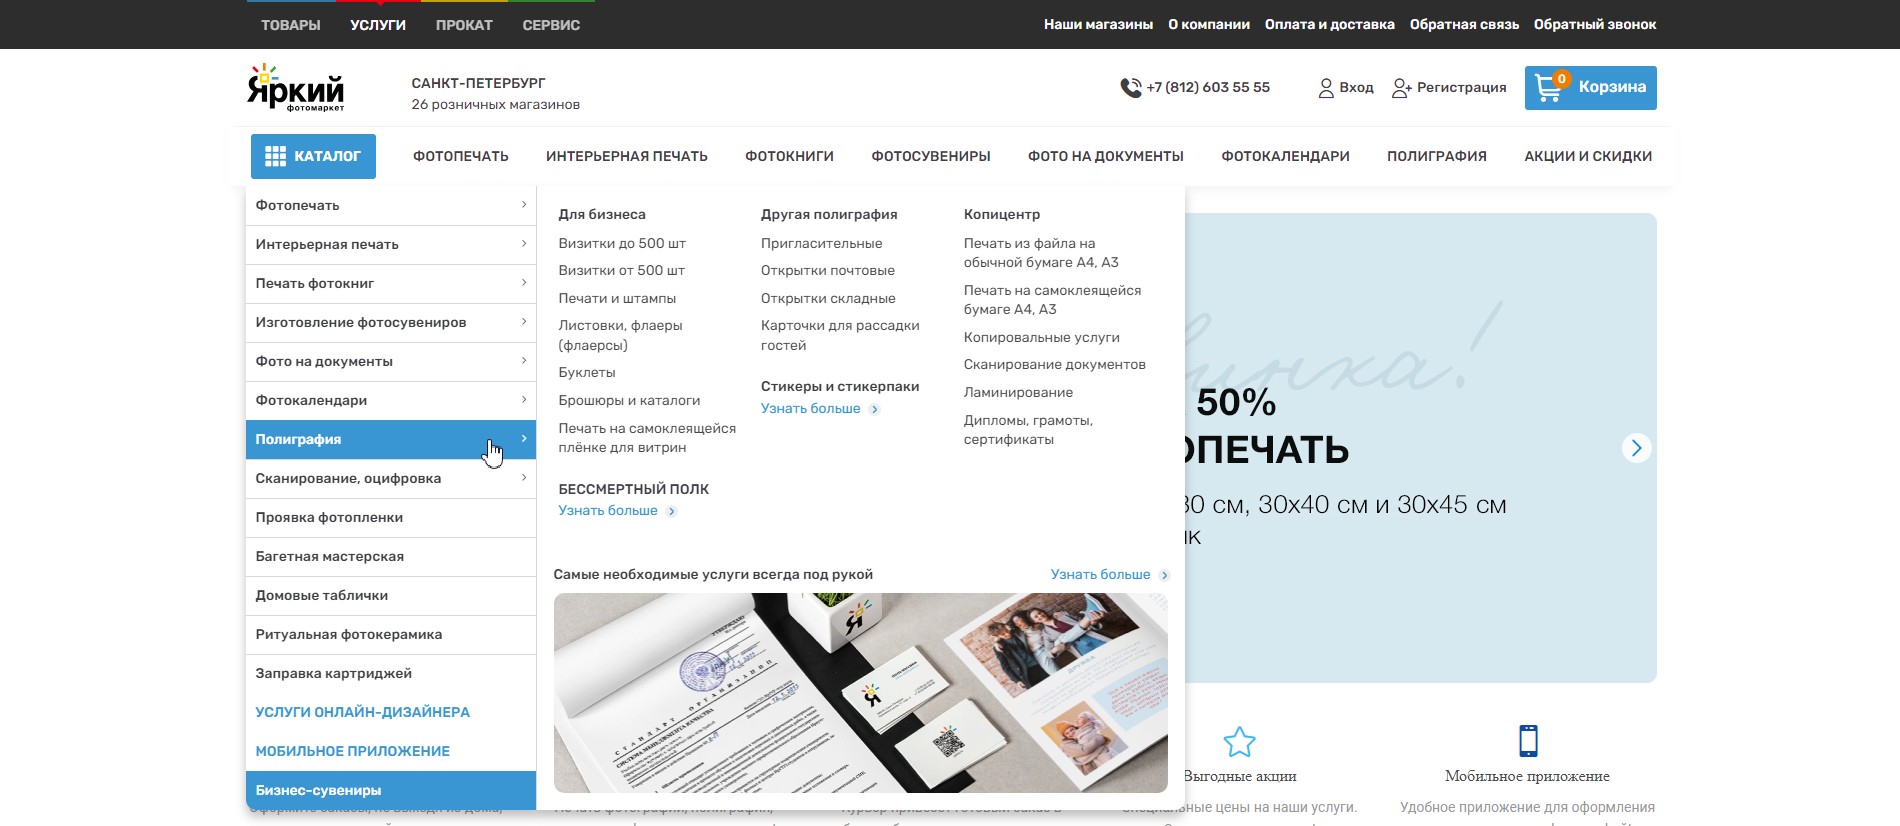 ТОВАРЫ УСЛУГИ ПРОКАТ СЕРВИС
Наши магазины О компании Оплата и доставка Обратная связь Обратный звонок
Яркий
фотомаркет
САНКТ-ПЕТЕРБУРГ
26 розничных магазинов
+7 (812) 603 55 55
Вход
Регистрация
0
Корзина
КАТАЛОГ
ФОТОПЕЧАТЬ ИНТЕРЬЕРНАЯ ПЕЧАТЬ ФОТОКНИГИ ФОТОСУВЕНИРЫ ФОТО НА ДОКУМЕНТЫ ФОТОКАЛЕНДАРИ ПОЛИГРАФИЯ АКЦИИ И СКИДКИ
Фотопечать
Интерьерная печать
Печать фотокниг
Изготовление фотосувениров
Фото на документы
Фотокалендари
Полиграфия
Сканирование, оцифровка
Проявка фотопленки
Багетная мастерская
Домовые таблички
Ритуальная фотокерамика
Заправка картриджей
УСЛУГИ ОНЛАЙН-ДИЗАЙНЕРА
МОБИЛЬНОЕ ПРИЛОЖЕНИЕ
Бизнес-сувениры
Для бизнеса
Визитки до 500 шт
Визитки от 500 шт
Печати и штампы
Листовки, флаеры
(флаерсы)
Буклеты
Брошюры и каталоги
Печать на самоклеящейся
плёнке для витрин
БЕССМЕРТНЫЙ ПОЛК
Узнать больше
Другая полиграфия
Пригласительные
Открытки почтовые
Открытки складные
Карточки для рассадки
гостей
Стикеры и стикерпаки
Узнать больше
Копицентр
Печать из файла на
обычной бумаге А4, А3
Печать на самоклеящейся
бумаге А4, А3
Копировальные услуги
Сканирование документов
Ламинирование
Дипломы, грамоты,
сертификаты
Самые необходимые услуги всегда под рукой
Узнать больше
УТВЕРЖДАЮ
СТАНДАРТ ОРГАНИЗАЦИИ
СИСТЕМА МЕНЕДЖМЕНТА КАЧЕСТВА
ДРУЖБА
50%
ОПЕЧАТЬ
30 см, 30х40 см и 30х45 см
Выгодные акции
Специальные цены на наши услуги.
Мобильное приложение
Удобное приложение для оформления